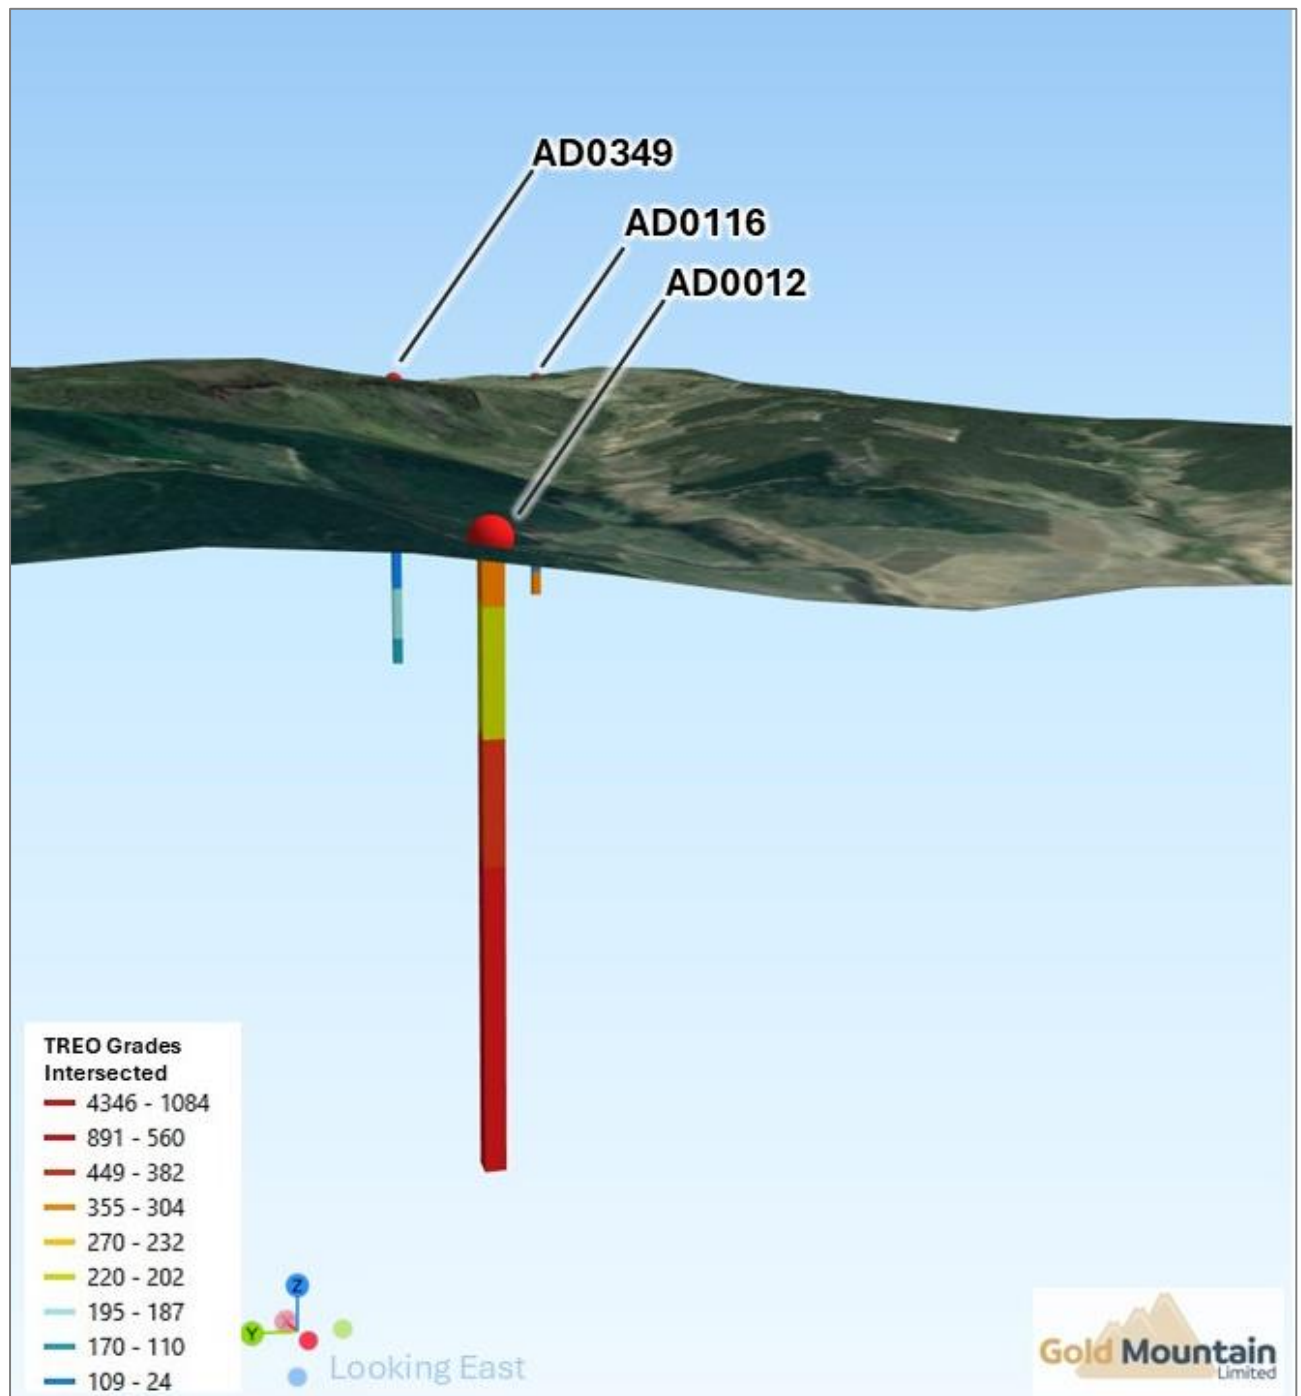 AD0349
AD0116
AD0012
TREO Grades
Intersected
4346 - 1084
891 - 560
449 - 382
355 - 304
270 - 232
220 - 202
195 - 187
170 - 110
109 - 24
Z
Y
Looking East
Gold Mountain
Limited